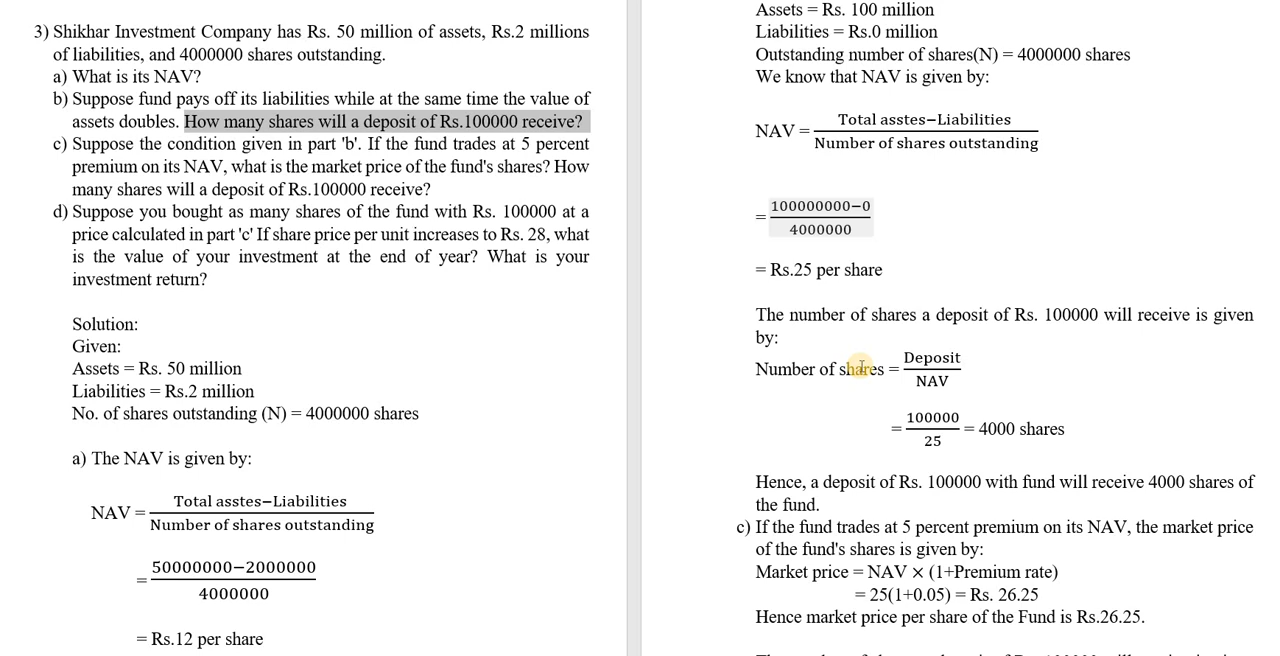 3) Shikhar Investment Company has Rs. 50 million of assets, Rs.2 millions
of liabilities, and 4000000 shares outstanding.
a) What is its NAV?
b) Suppose fund pays off its liabilities while at the same time the value of
assets doubles. How many shares will a deposit of Rs.100000 receive?
c) Suppose the condition given in part 'b'. If the fund trades at 5 percent
premium on its NAV, what is the market price of the fund's shares? How
many shares will a deposit of Rs.100000 receive?
d) Suppose you bought as many shares of the fund with Rs. 100000 at a
price calculated in part 'c' If share price per unit increases to Rs. 28, what
is the value of your investment at the end of year? What is your
investment return?
Solution:
Given:
Assets = Rs. 50 million
Liabilities = Rs.2 million
No. of shares outstanding (N) = 4000000 shares
a) The NAV is given by:
Total asstes−Liabilities
NAV =
Number of shares outstanding
50000000−2000000
=
4000000
= Rs.12 per share
Assets = Rs. 100 million
Liabilities = Rs.0 million
Outstanding number of shares(N) = 4000000 shares
We know that NAV is given by:
Total asstes−Liabilities
NAV =
Number of shares outstanding
100000000−0
=
4000000
= Rs.25 per share
The number of shares a deposit of Rs. 100000 will receive is given
by:
Deposit
Number of shares =
NAV
100000
= = 4000 shares
25
Hence, a deposit of Rs. 100000 with fund will receive 4000 shares of
the fund.
c) If the fund trades at 5 percent premium on its NAV, the market price
of the fund's shares is given by:
Market price = NAV × (1+Premium rate)
= 25(1+0.05) = Rs. 26.25
Hence market price per share of the Fund is Rs.26.25.